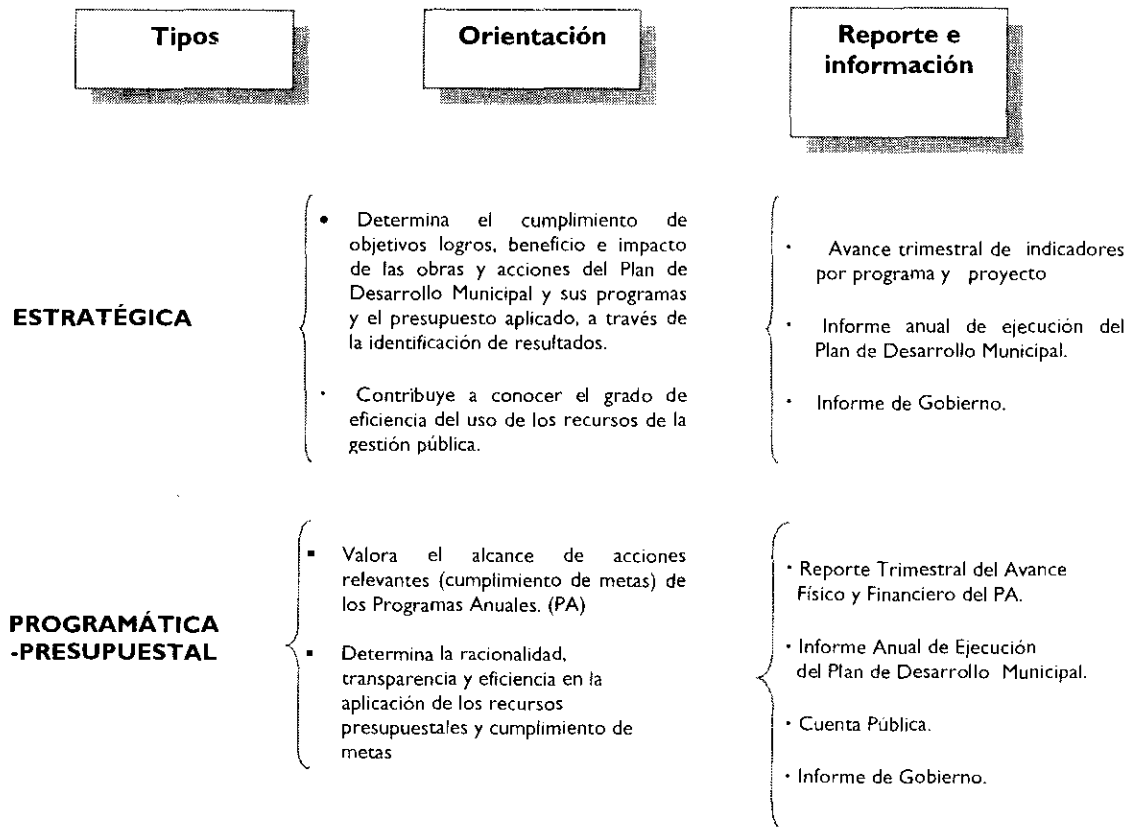 Tipos
Orientación
Reporte e
información
ESTRATÉGICA
• Determina el cumplimiento de
objetivos logros, beneficio e impacto
de las obras y acciones del Plan de
Desarrollo Municipal y sus programas
y el presupuesto aplicado, a través de
la identificación de resultados.
· Contribuye a conocer el grado de
eficiencia del uso de los recursos de la
gestión pública.
· Avance trimestral de indicadores
por programa y proyecto
· Informe anual de ejecución del
Plan de Desarrollo Municipal.
· Informe de Gobierno.
PROGRAMÁTICA
-PRESUPUESTAL
▪ Valora el alcance de acciones
relevantes (cumplimiento de metas) de
los Programas Anuales. (PA)
▪ Determina la racionalidad,
transparencia y eficiencia en la
aplicación de los recursos
presupuestales y cumplimiento de
metas
· Reporte Trimestral del Avance
Físico y Financiero del PA.
· Informe Anual de Ejecución
del Plan de Desarrollo Municipal.
· Cuenta Pública.
· Informe de Gobierno.